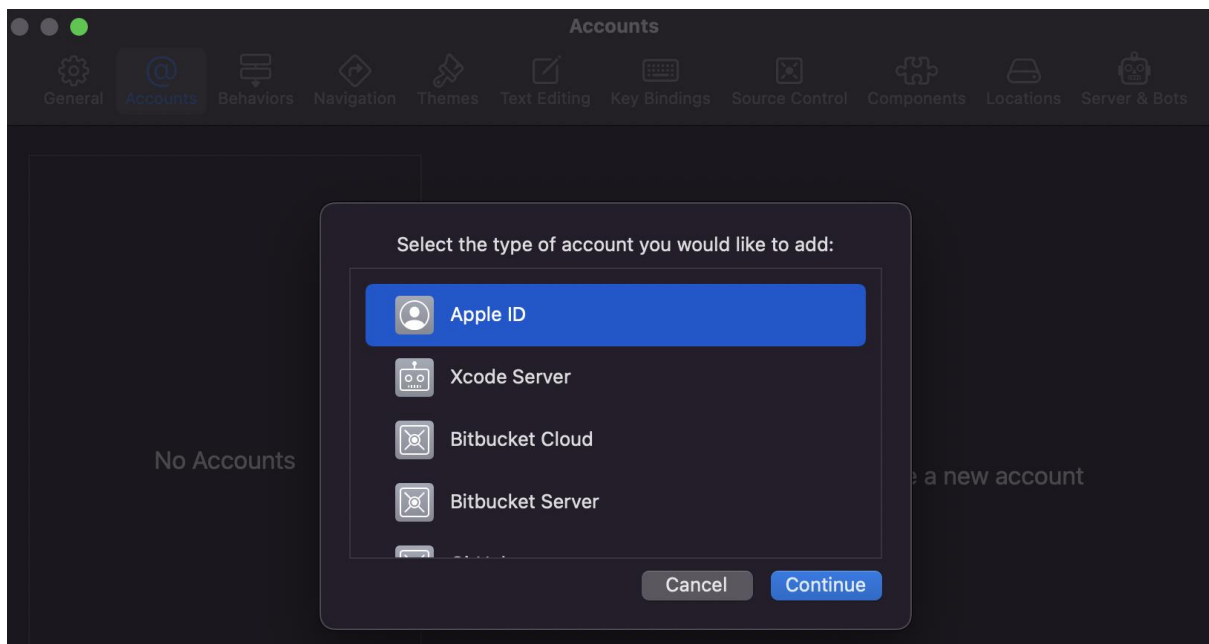 Accounts
General Accounts Behaviors Navigation Themes Text Editing Key Bindings Source Control Components Locations Server & Bots
Select the type of account you would like to add:
Apple ID
Xcode Server
Bitbucket Cloud
No Accounts
a new account
Bitbucket Server
Cancel Continue